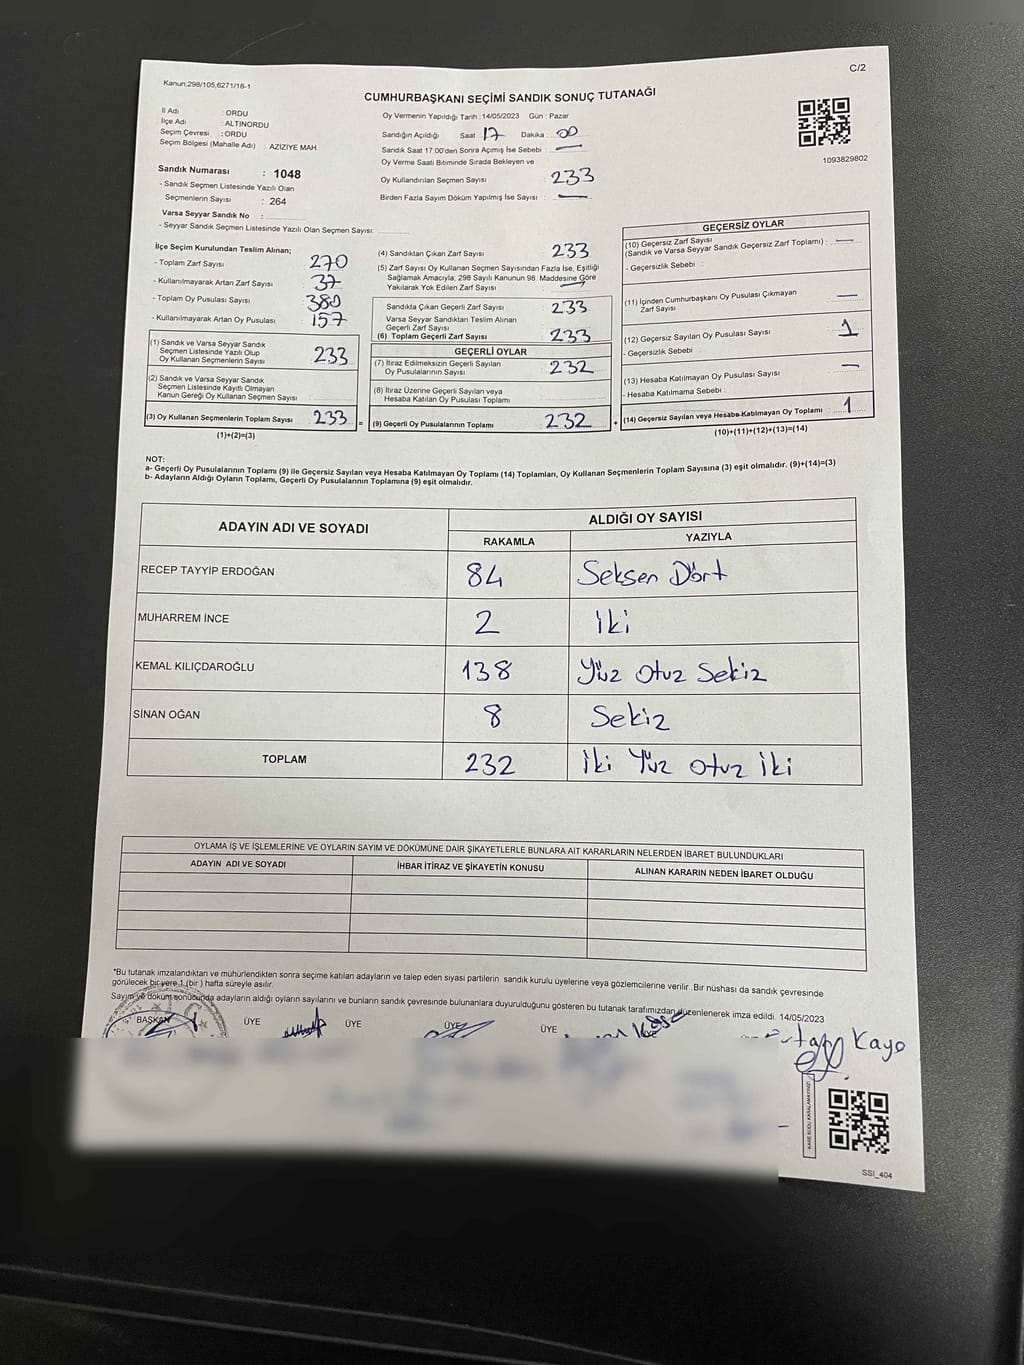 C/2
Kanun:298/105,6271/18-1
CUMHURBAŞKANI SEÇİMİ SANDIK SONUÇ TUTANAĞI
İl Adı : ORDU
İlçe Adı : ALTINORDU
Seçim Çevresi : ORDU
Seçim Bölgesi (Mahalle Adı) : AZİZİYE MAH.
Oy Vermenin Yapıldığı Tarih : 14/05/2023 Gün : Pazar
Sandığın Açıldığı Saat : 17 Dakika : 00
Sandık Saat 17:00'den Sonra Açımış İse Sebebi : —
Oy Verme Saati Bitiminde Sırada Bekleyen ve
Oy Kullandırılan Seçmen Sayısı 233
Birden Fazla Sayım Döküm Yapılmış İse Sayısı : —
1093829802
Sandık Numarası : 1048
- Sandık Seçmen Listesinde Yazılı Olan
Seçmenlerin Sayısı : 264
Varsa Seyyar Sandık No :
- Seyyar Sandık Seçmen Listesinde Yazılı Olan Seçmen Sayısı:
İlçe Seçim Kurulundan Teslim Alınan;
- Toplam Zarf Sayısı 270
- Kullanılmayarak Artan Zarf Sayısı 37
- Toplam Oy Pusulası Sayısı 380
- Kullanılmayarak Artan Oy Pusulası 157
(1) Sandık ve Varsa Seyyar Sandık
Seçmen Listesinde Yazılı Olup
Oy Kullanan Seçmenlerin Sayısı 233
(2) Sandık ve Varsa Seyyar Sandık
Seçmen Listesinde Kayıtlı Olmayan
Kanun Gereği Oy Kullanan Seçmen Sayısı
(3) Oy Kullanan Seçmenlerin Toplam Sayısı 233 =
(1)+(2)=(3)
(4) Sandıktan Çıkan Zarf Sayısı 233
(5) Zarf Sayısı Oy Kullanan Seçmen Sayısından Fazla İse, Eşitliği
Sağlamak Amacıyla, 298 Sayılı Kanunun 98. Maddesine Göre
Yakılarak Yok Edilen Zarf Sayısı —
Sandıkta Çıkan Geçerli Zarf Sayısı 233
Varsa Seyyar Sandıktan Teslim Alınan
Geçerli Zarf Sayısı
(6) Toplam Geçerli Zarf Sayısı 233
GEÇERLİ OYLAR
(7) İtiraz Edilmeksizin Geçerli Sayılan
Oy Pusulalarının Sayısı 232
(8) İtiraz Üzerine Geçerli Sayılan veya
Hesaba Katılan Oy Pusulası Toplamı
(9) Geçerli Oy Pusulalarının Toplamı 232 +
GEÇERSİZ OYLAR
(10) Geçersiz Zarf Sayısı
(Sandık ve Varsa Seyyar Sandık Geçersiz Zarf Toplamı) : —
- Geçersizlik Sebebi :
(11) İçinden Cumhurbaşkanı Oy Pusulası Çıkmayan
Zarf Sayısı —
(12) Geçersiz Sayılan Oy Pusulası Sayısı 1
- Geçersizlik Sebebi
(13) Hesaba Katılmayan Oy Pusulası Sayısı —
- Hesaba Katılmama Sebebi :
(14) Geçersiz Sayılan veya Hesaba Katılmayan Oy Toplamı 1
(10)+(11)+(12)+(13)=(14)
NOT:
a- Geçerli Oy Pusulalarının Toplamı (9) ile Geçersiz Sayılan veya Hesaba Katılmayan Oy Toplamı (14) Toplamları, Oy Kullanan Seçmenlerin Toplam Sayısına (3) eşit olmalıdır. (9)+(14)=(3)
b- Adayların Aldığı Oyların Toplamı, Geçerli Oy Pusulalarının Toplamına (9) eşit olmalıdır.
ADAYIN ADI VE SOYADI
ALDIĞI OY SAYISI
RAKAMLA YAZIYLA
RECEP TAYYİP ERDOĞAN 84 Seksen Dört
MUHARREM İNCE 2 İki
KEMAL KILIÇDAROĞLU 138 Yüz Otuz Sekiz
SİNAN OĞAN 8 Sekiz
TOPLAM 232 İki Yüz Otuz İki
OYLAMA İŞ VE İŞLEMLERİNE VE OYLARIN SAYIM VE DÖKÜMÜNE DAİR ŞİKAYETLERLE BUNLARA AİT KARARLARIN NELERDEN İBARET BULUNDUKLARI
ADAYIN ADI VE SOYADI İHBAR İTİRAZ VE ŞİKAYETİN KONUSU ALINAN KARARIN NEDEN İBARET OLDUĞU
*Bu tutanak imzalandıktan ve mühürlendikten sonra seçime katılan adayların ve talep eden siyasi partilerin sandık kurulu üyelerine veya gözlemcilerine verilir .Bir nüshası da sandık çevresinde
görülecek bir yere 1 (bir ) hafta süreyle asılır.
Sayım ve döküm sonucunda adayların aldığı oyların sayılarını ve bunların sandık çevresinde bulunanlara duyurulduğunu gösteren bu tutanak tarafımızdan düzenlenerek imza edildi. 14/05/2023
BAŞKAN ÜYE ÜYE ÜYE ÜYE ÜYE
Kaya
KARE KODU KARALAMAYINIZ!
SSI_404